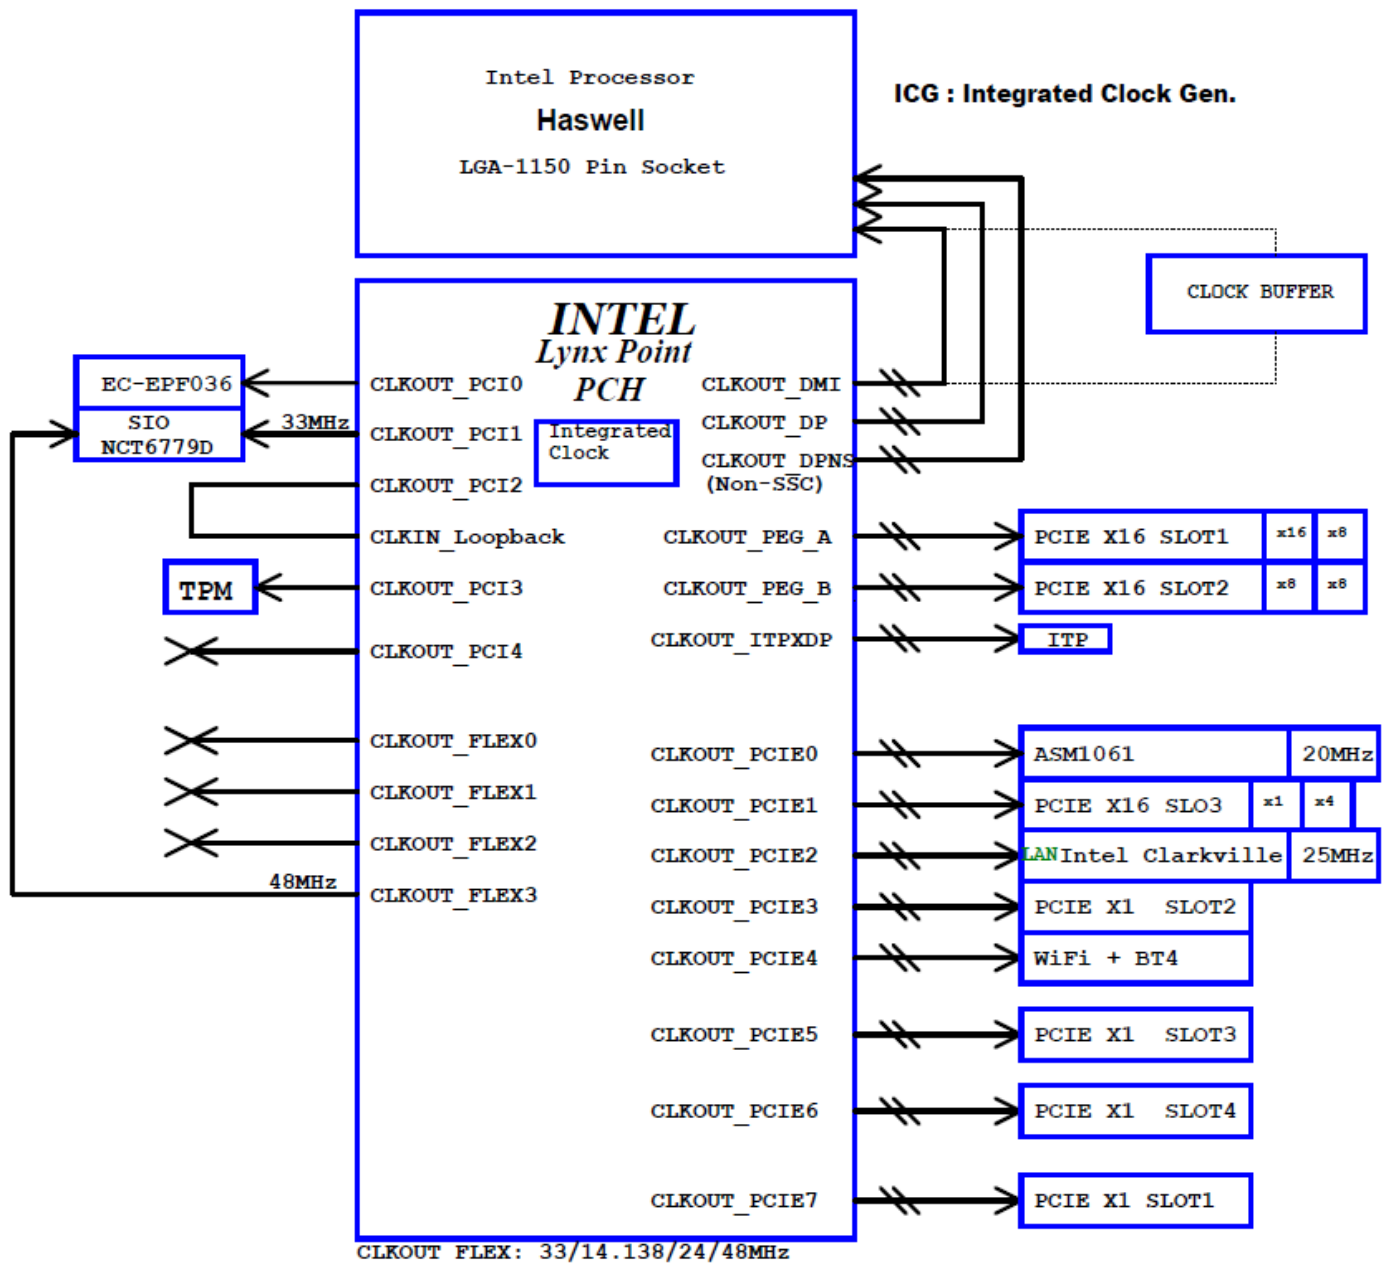 Intel Processor
Haswell
LGA-1150 Pin Socket
ICG : Integrated Clock Gen.
CLOCK BUFFER
INTEL
Lynx Point
PCH
Integrated
Clock
EC-EPF036
SIO
NCT6779D
33MHz
TPM
48MHz
CLKOUT_PCI0
CLKOUT_PCI1
CLKOUT_PCI2
CLKIN_Loopback
CLKOUT_PCI3
CLKOUT_PCI4
CLKOUT_FLEX0
CLKOUT_FLEX1
CLKOUT_FLEX2
CLKOUT_FLEX3
CLKOUT_DMI
CLKOUT_DP
CLKOUT_DPNS
(Non-SSC)
CLKOUT_PEG_A
CLKOUT_PEG_B
CLKOUT_ITPXDP
CLKOUT_PCIE0
CLKOUT_PCIE1
CLKOUT_PCIE2
CLKOUT_PCIE3
CLKOUT_PCIE4
CLKOUT_PCIE5
CLKOUT_PCIE6
CLKOUT_PCIE7
PCIE X16 SLOT1 x16 x8
PCIE X16 SLOT2 x8 x8
ITP
ASM1061 20MHz
PCIE X16 SLO3 x1 x4
LAN Intel Clarkville 25MHz
PCIE X1 SLOT2
WiFi + BT4
PCIE X1 SLOT3
PCIE X1 SLOT4
PCIE X1 SLOT1
CLKOUT FLEX: 33/14.138/24/48MHz